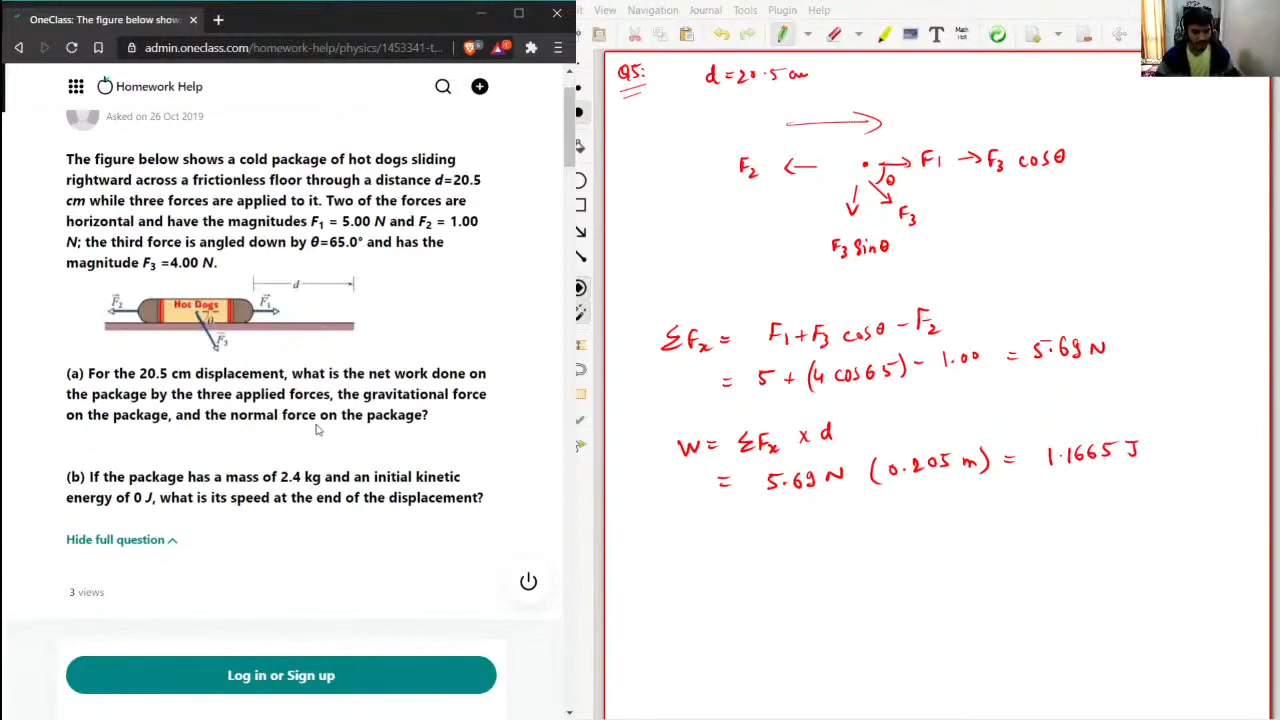 OneClass: The figure below show:
admin.oneclass.com/homework-help/physics/1453341-t...
Homework Help
Asked on 26 Oct 2019
The figure below shows a cold package of hot dogs sliding
rightward across a frictionless floor through a distance d=20.5
cm while three forces are applied to it. Two of the forces are
horizontal and have the magnitudes F1 = 5.00 N and F2 = 1.00
N; the third force is angled down by θ=65.0° and has the
magnitude F3 =4.00 N.
d
F2
Hot Dogs
F1
θ
F3
(a) For the 20.5 cm displacement, what is the net work done on
the package by the three applied forces, the gravitational force
on the package, and the normal force on the package?
(b) If the package has a mass of 2.4 kg and an initial kinetic
energy of 0 J, what is its speed at the end of the displacement?
Hide full question
3 views
Log in or Sign up
View Navigation Journal Tools Plugin Help
Q5: d = 20.5 cm
F2 ← . → F1 → F3 cosθ
θ
F3
F3 sinθ
ΣFx = F1 + F3 cosθ - F2
= 5 + (4 cos65) - 1.00 = 5.69 N
W = ΣFx x d
= 5.69 N (0.205 m) = 1.1665 J